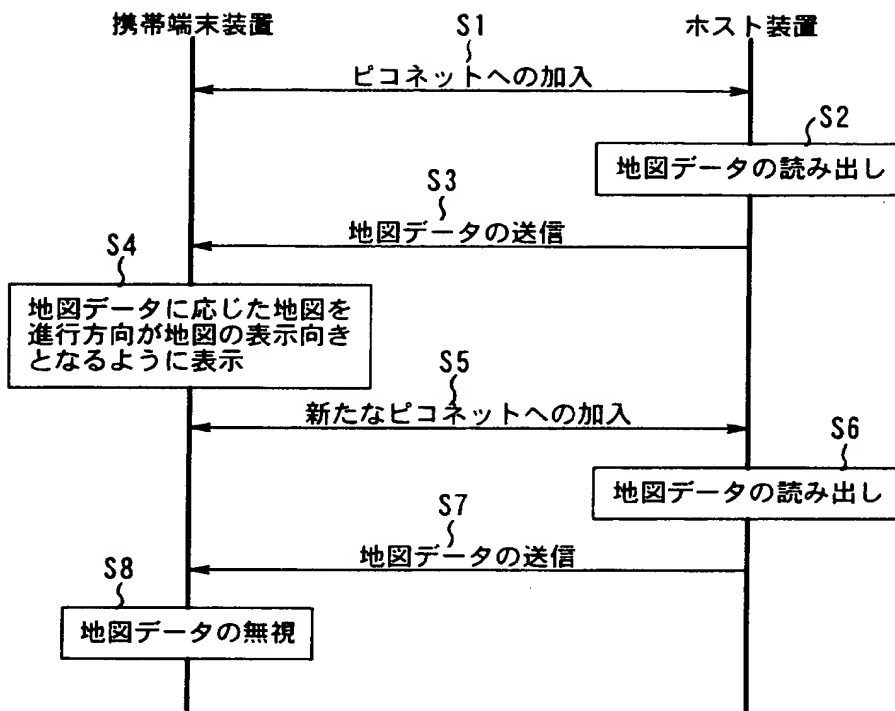 携帯端末装置
S1
ホスト装置
ピコネットへの加入
S2
地図データの読み出し
S3
地図データの送信
S4
地図データに応じた地図を
進行方向が地図の表示向き
となるように表示
S5
新たなピコネットへの加入
S6
地図データの読み出し
S7
地図データの送信
S8
地図データの無視